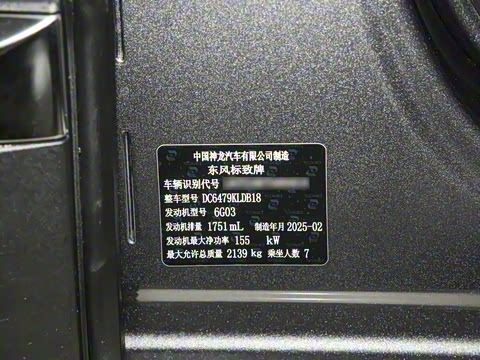 中国神龙汽车有限公司制造
东风标致牌
车辆识别代号
整车型号 DC6479KLDB18
发动机型号 6G03
发动机排量 1751mL 制造年月 2025-02
发动机最大净功率 155 kW
最大允许总质量 2139 kg 乘坐人数 7